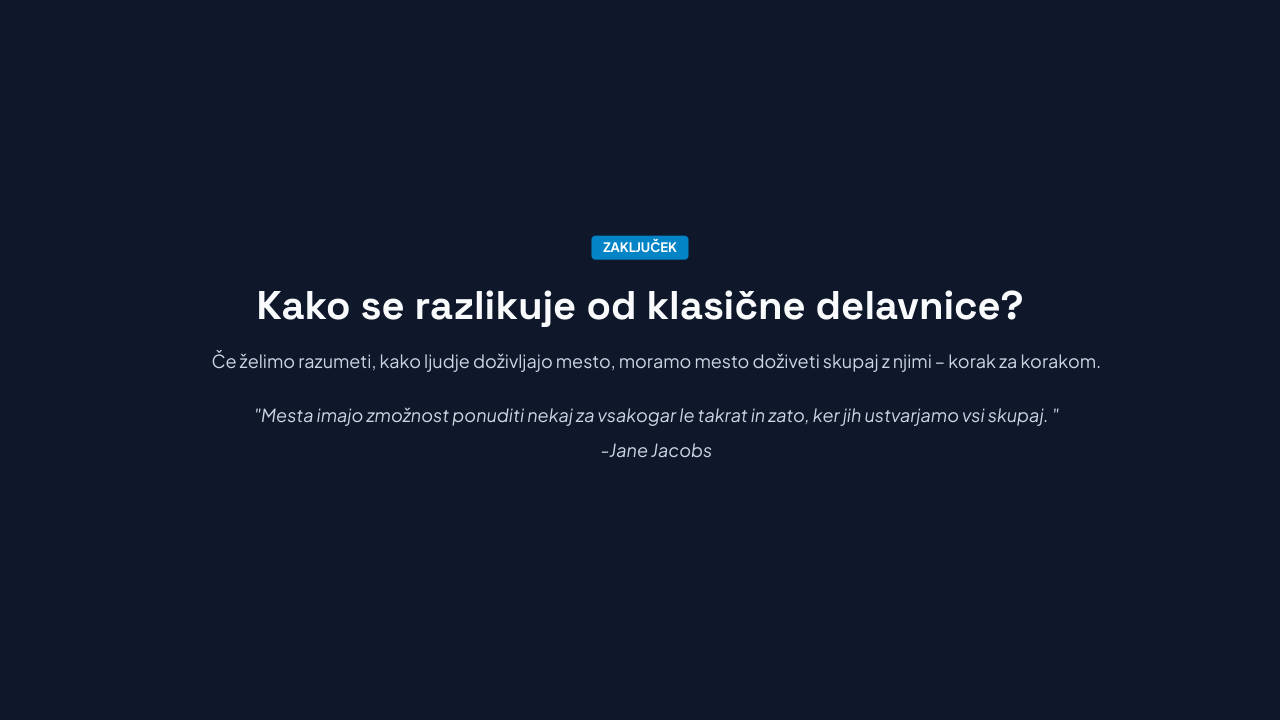 ZAKLJUČEK
Kako se razlikuje od klasične delavnice?
Če želimo razumeti, kako ljudje doživljajo mesto, moramo mesto doživeti skupaj z njimi – korak za korakom.
"Mesta imajo zmožnost ponuditi nekaj za vsakogar le takrat in zato, ker jih ustvarjamo vsi skupaj. "
-Jane Jacobs